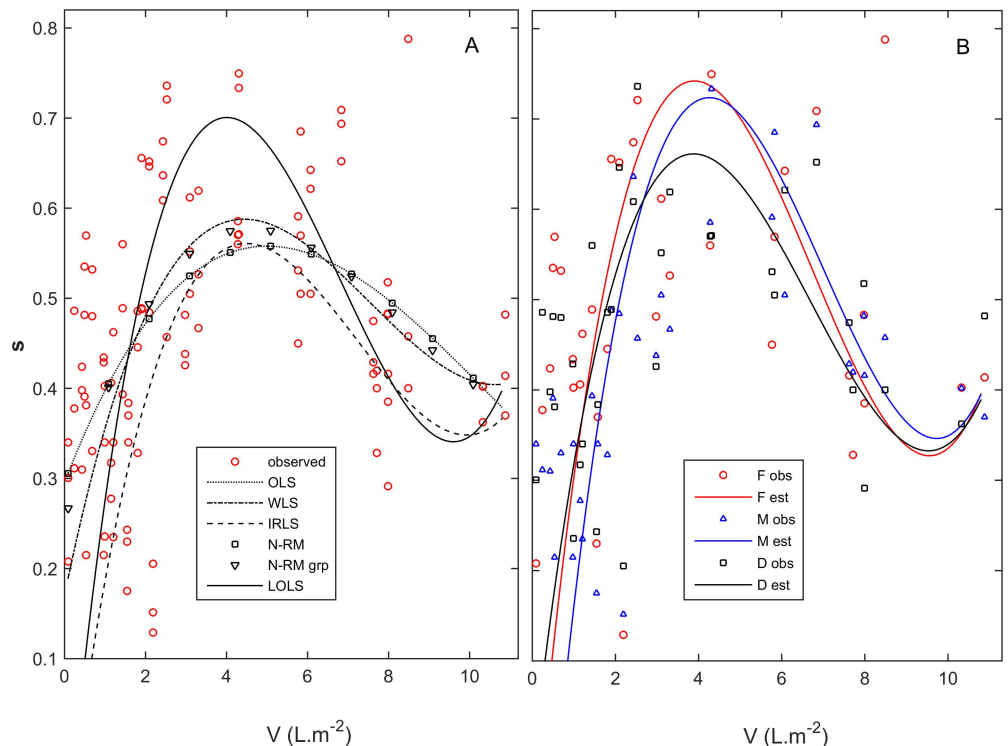 A
0.8
0.7
0.6
0.5
0.4
0.3
0.2
0.1
s
observed
OLS
WLS
IRLS
N-RM
N-RM grp
LOLS
0 2 4 6 8 10
V (L.m-2)
B
F obs
F est
M obs
M est
D obs
D est
0 2 4 6 8 10
V (L.m-2)